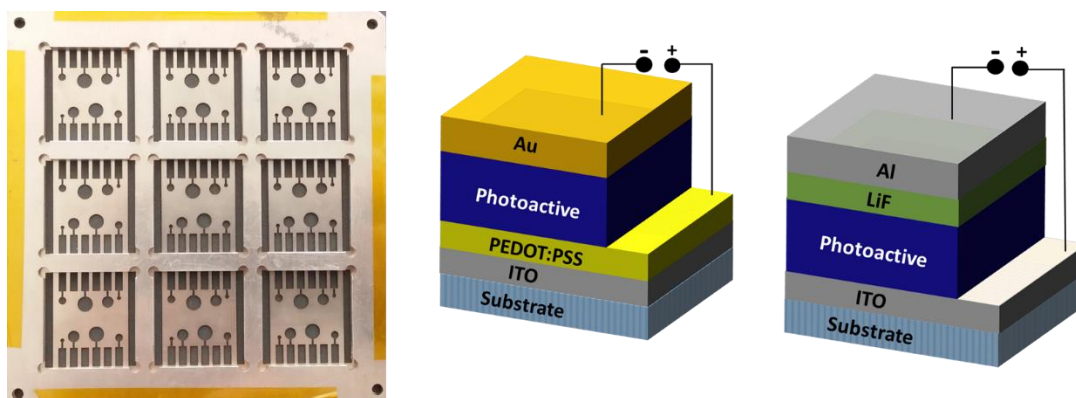 - +
Au
Photoactive
PEDOT:PSS
ITO
Substrate
- +
Al
LiF
Photoactive
ITO
Substrate